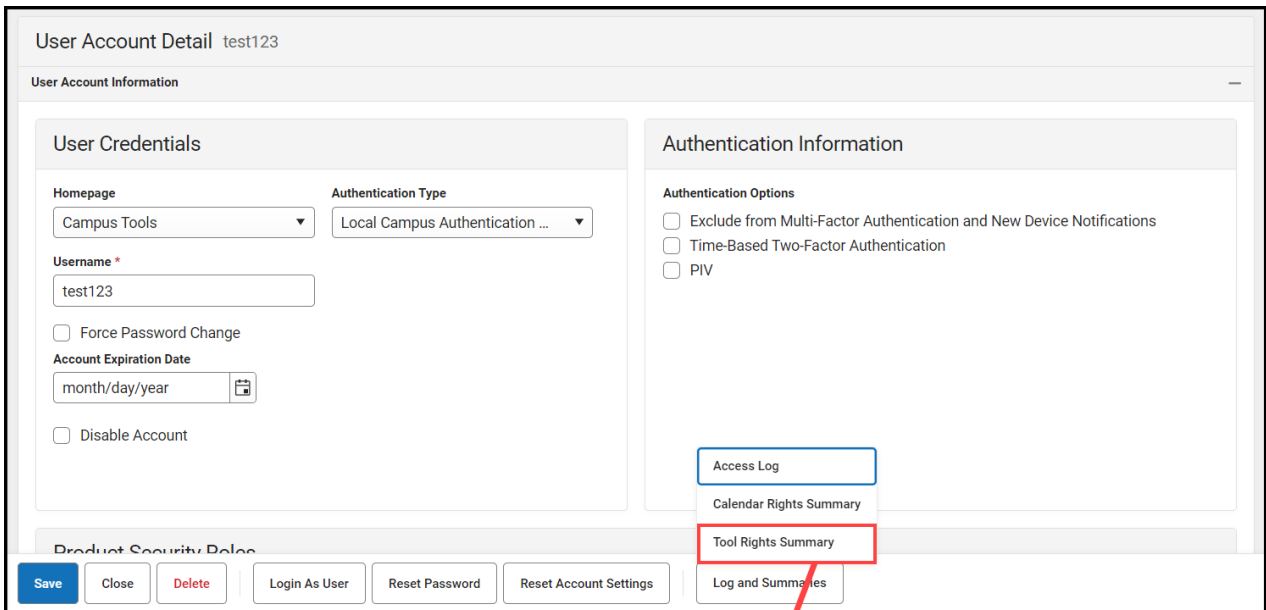 User Account Detail test123
User Account Information
User Credentials
Homepage
Authentication Type
Campus Tools
Local Campus Authentication ...
Username *
test123
Force Password Change
Account Expiration Date
month/day/year
Disable Account
Authentication Information
Authentication Options
Exclude from Multi-Factor Authentication and New Device Notifications
Time-Based Two-Factor Authentication
PIV
Access Log
Calendar Rights Summary
Tool Rights Summary
Product Security Roles
Save
Close
Delete
Login As User
Reset Password
Reset Account Settings
Log and Summaries